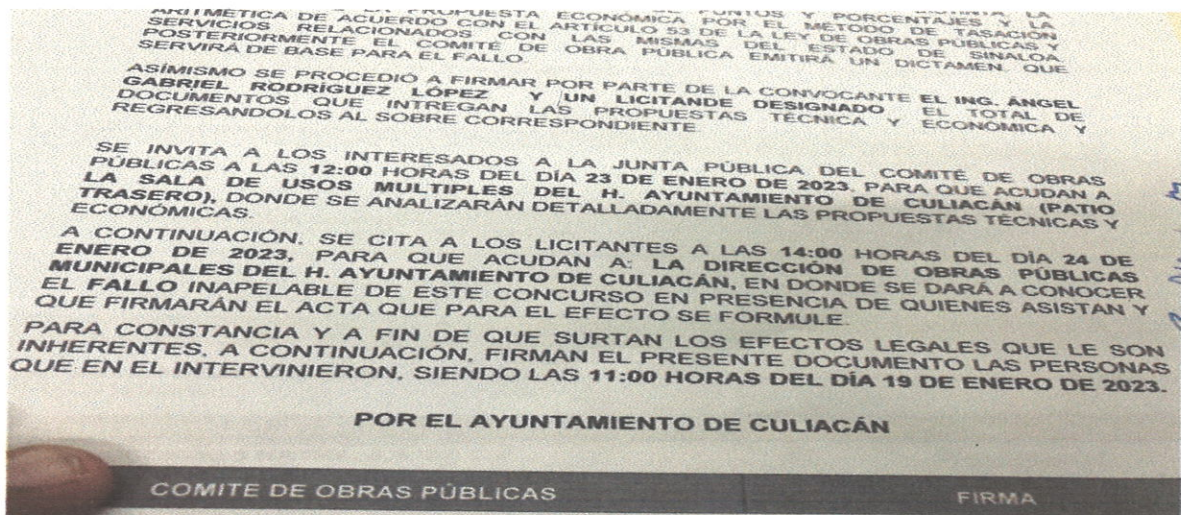 PROPUESTA ECONÓMICA POR EL MÉTODO DE TASACIÓN
ARITMÉTICA DE ACUERDO CON EL ARTÍCULO 53 DE LA LEY DE OBRAS PÚBLICAS Y
SERVICIOS RELACIONADOS CON LAS MISMAS DEL ESTADO DE SINALOA.
POSTERIORMENTE EL COMITÉ DE OBRA PÚBLICA EMITIRÁ UN DICTAMEN, QUE
SERVIRÁ DE BASE PARA EL FALLO.
ASÍMISMO SE PROCEDIÓ A FIRMAR POR PARTE DE LA CONVOCANTE EL ING. ÁNGEL
GABRIEL RODRÍGUEZ LÓPEZ Y UN LICITANDE DESIGNADO EL TOTAL DE
DOCUMENTOS QUE INTREGAN LAS PROPUESTAS TÉCNICA Y ECONÓMICA Y
REGRESANDOLOS AL SOBRE CORRESPONDIENTE.
SE INVITA A LOS INTERESADOS A LA JUNTA PÚBLICA DEL COMITÉ DE OBRAS
PÚBLICAS A LAS 12:00 HORAS DEL DÍA 23 DE ENERO DE 2023, PARA QUE ACUDAN A
LA SALA DE USOS MULTIPLES DEL H. AYUNTAMIENTO DE CULIACÁN (PATIO
TRASERO), DONDE SE ANALIZARÁN DETALLADAMENTE LAS PROPUESTAS TÉCNICAS Y
ECONÓMICAS.
A CONTINUACIÓN, SE CITA A LOS LICITANTES A LAS 14:00 HORAS DEL DÍA 24 DE
ENERO DE 2023, PARA QUE ACUDAN A: LA DIRECCIÓN DE OBRAS PÚBLICAS
MUNICIPALES DEL H. AYUNTAMIENTO DE CULIACÁN, EN DONDE SE DARÁ A CONOCER
EL FALLO INAPELABLE DE ESTE CONCURSO EN PRESENCIA DE QUIENES ASISTAN Y
QUE FIRMARÁN EL ACTA QUE PARA EL EFECTO SE FORMULE.
PARA CONSTANCIA Y A FIN DE QUE SURTAN LOS EFECTOS LEGALES QUE LE SON
INHERENTES, A CONTINUACIÓN, FIRMAN EL PRESENTE DOCUMENTO LAS PERSONAS
QUE EN EL INTERVINIERON, SIENDO LAS 11:00 HORAS DEL DÍA 19 DE ENERO DE 2023.
POR EL AYUNTAMIENTO DE CULIACÁN
COMITE DE OBRAS PÚBLICAS FIRMA